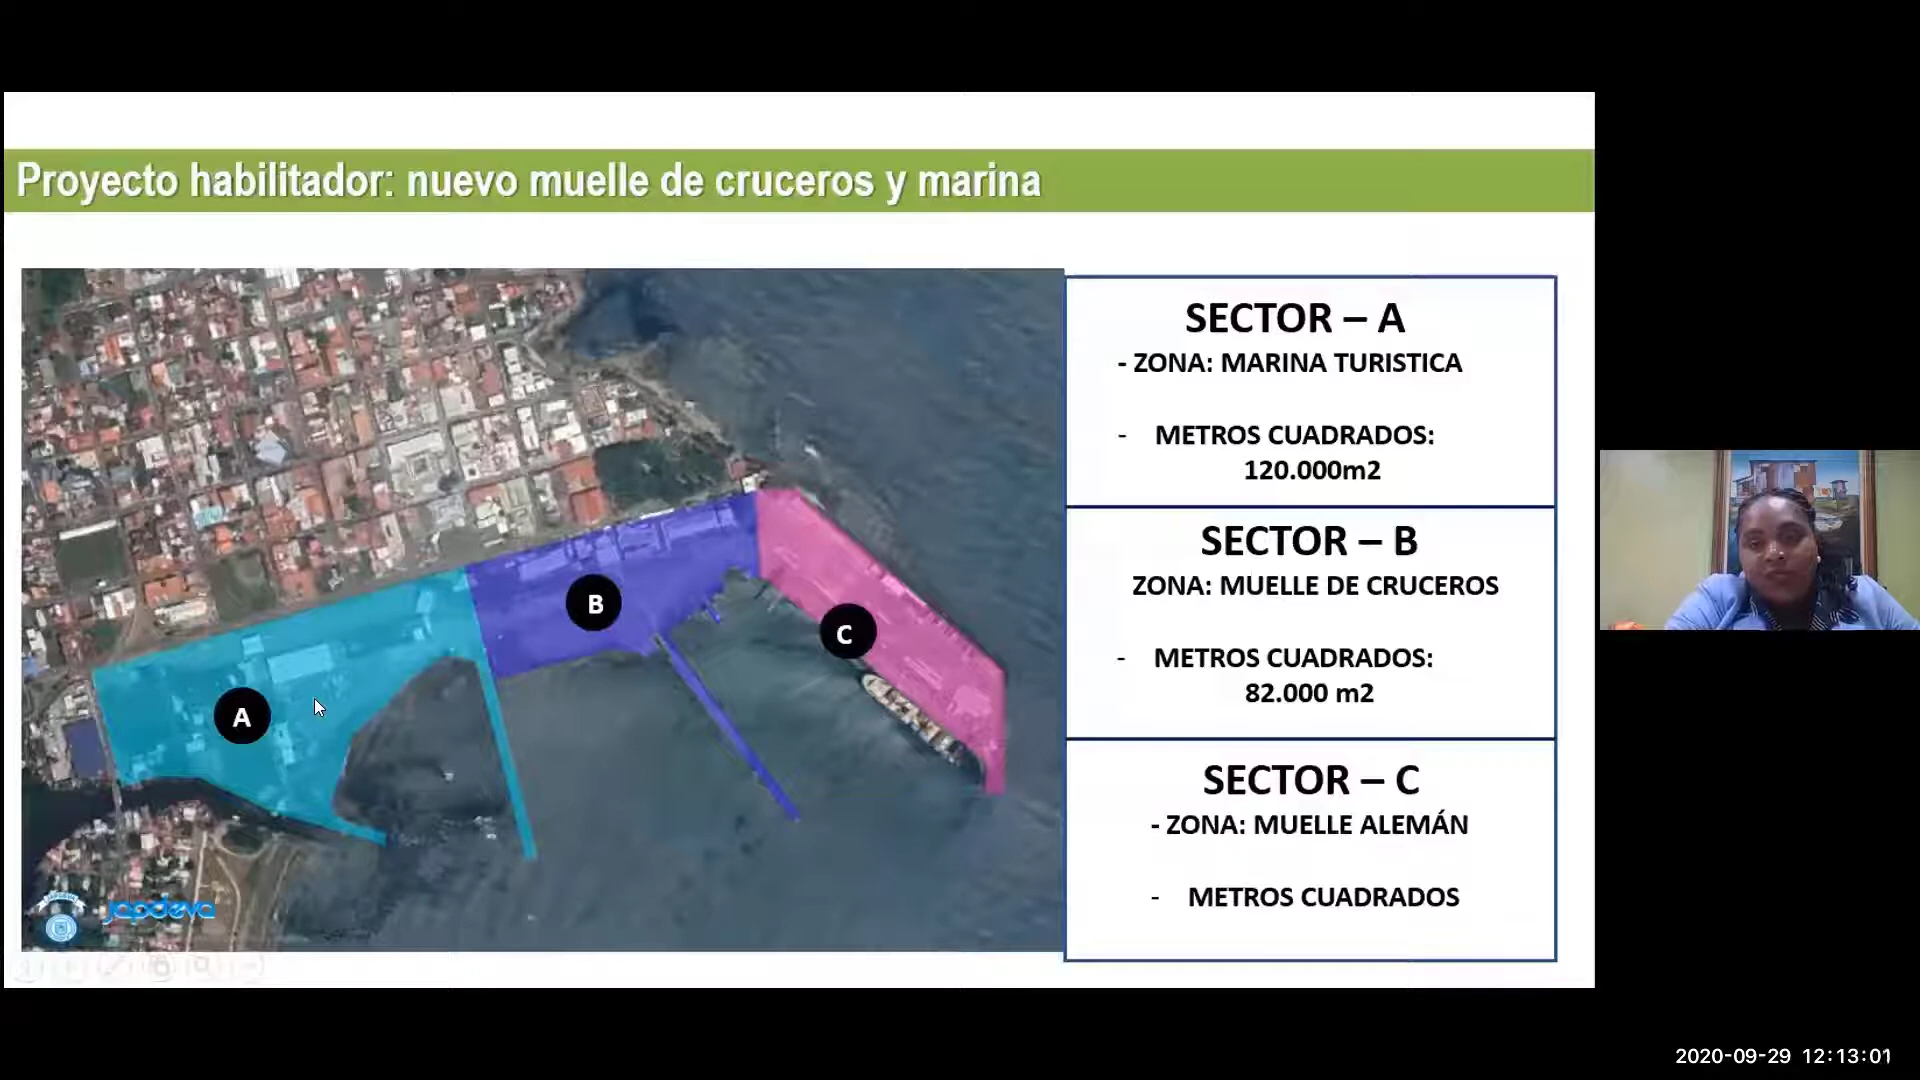 Proyecto habilitador: nuevo muelle de cruceros y marina
SECTOR – A
- ZONA: MARINA TURISTICA
- METROS CUADRADOS:
120.000m2
SECTOR – B
ZONA: MUELLE DE CRUCEROS
- METROS CUADRADOS:
82.000 m2
SECTOR – C
- ZONA: MUELLE ALEMÁN
- METROS CUADRADOS
A
B
C
japdeva
2020-09-29 12:13:01